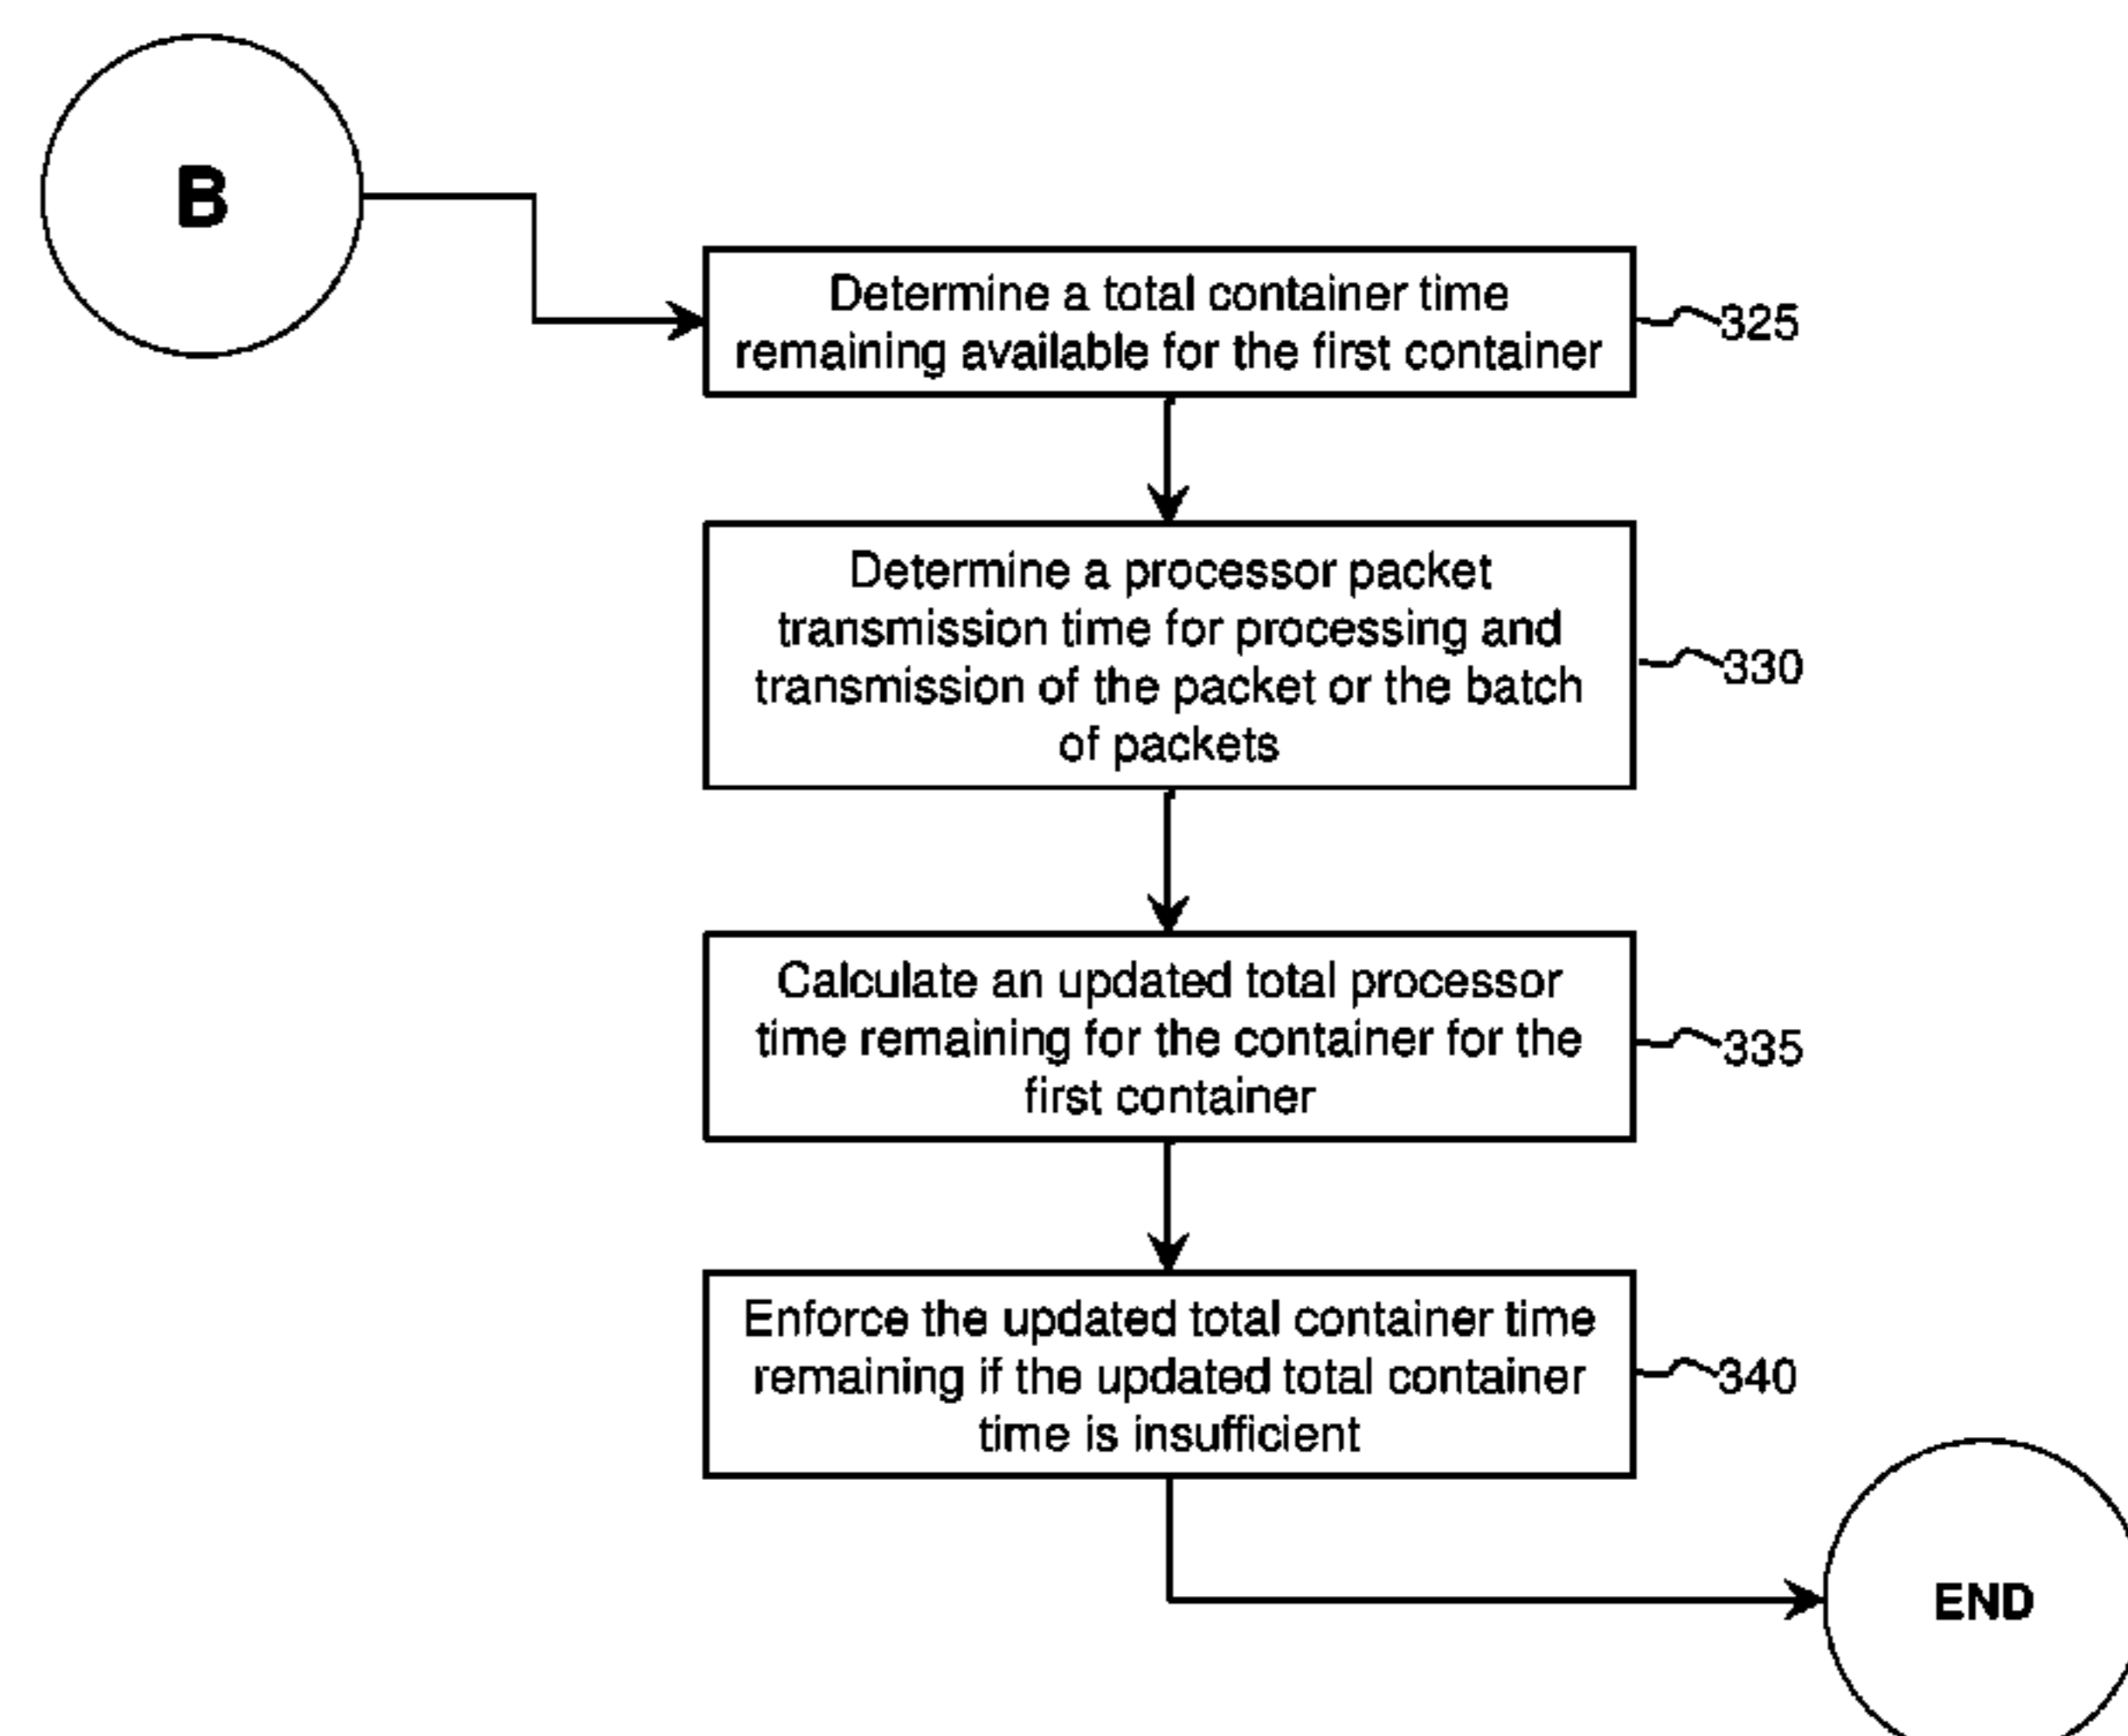 B
Determine a total container time
remaining available for the first container
325
Determine a processor packet
transmission time for processing and
transmission of the packet or the batch
of packets
330
Calculate an updated total processor
time remaining for the container for the
first container
335
Enforce the updated total container time
remaining if the updated total container
time is insufficient
340
END